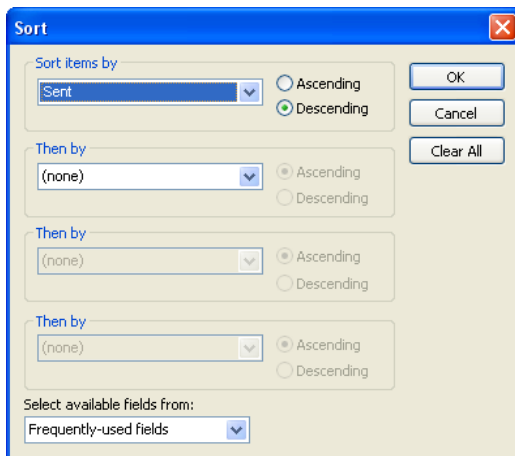 Sort
Sort items by
Sent
Ascending
Descending
OK
Cancel
Clear All
Then by
(none)
Ascending
Descending
Then by
(none)
Ascending
Descending
Then by
(none)
Ascending
Descending
Select available fields from:
Frequently-used fields